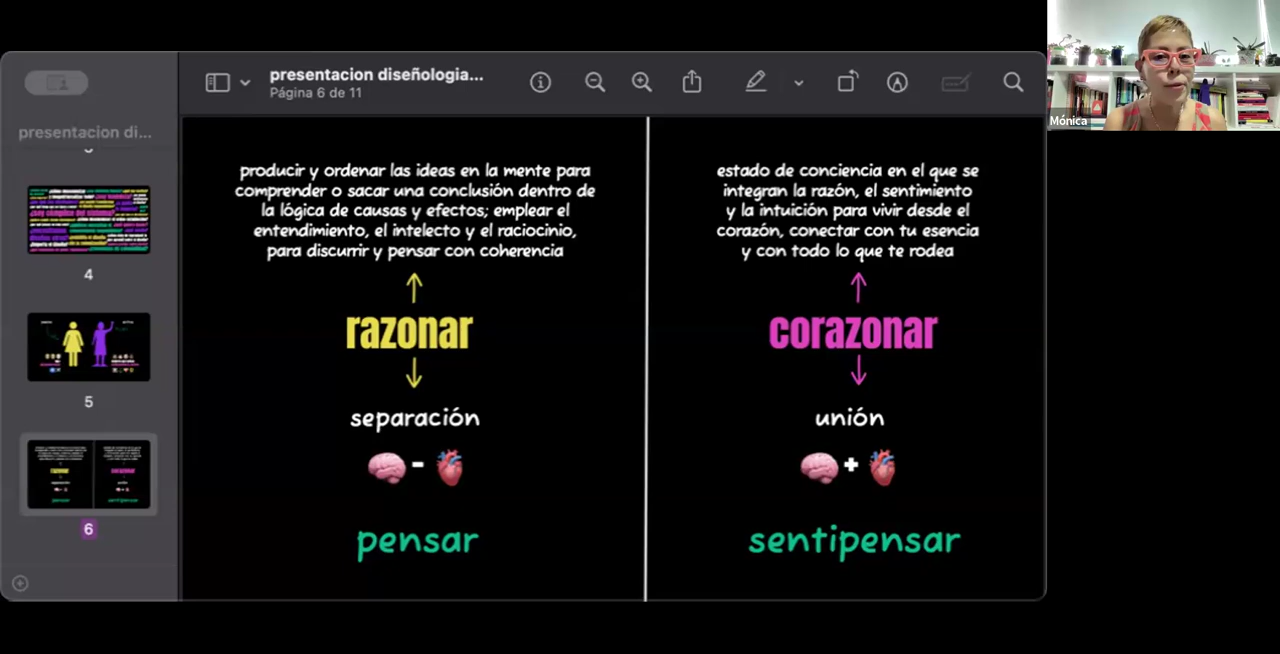 presentacion diseñologia...
Página 6 de 11
presentacion di...
4
5
6
producir y ordenar las ideas en la mente para
comprender o sacar una conclusión dentro de
la lógica de causas y efectos; emplear el
entendimiento, el intelecto y el raciocinio,
para discurrir y pensar con coherencia
razonar
separación
-
pensar
estado de conciencia en el que se
integran la razón, el sentimiento
y la intuición para vivir desde el
corazón, conectar con tu esencia
y con todo lo que te rodea
corazonar
unión
+
sentipensar
Mónica